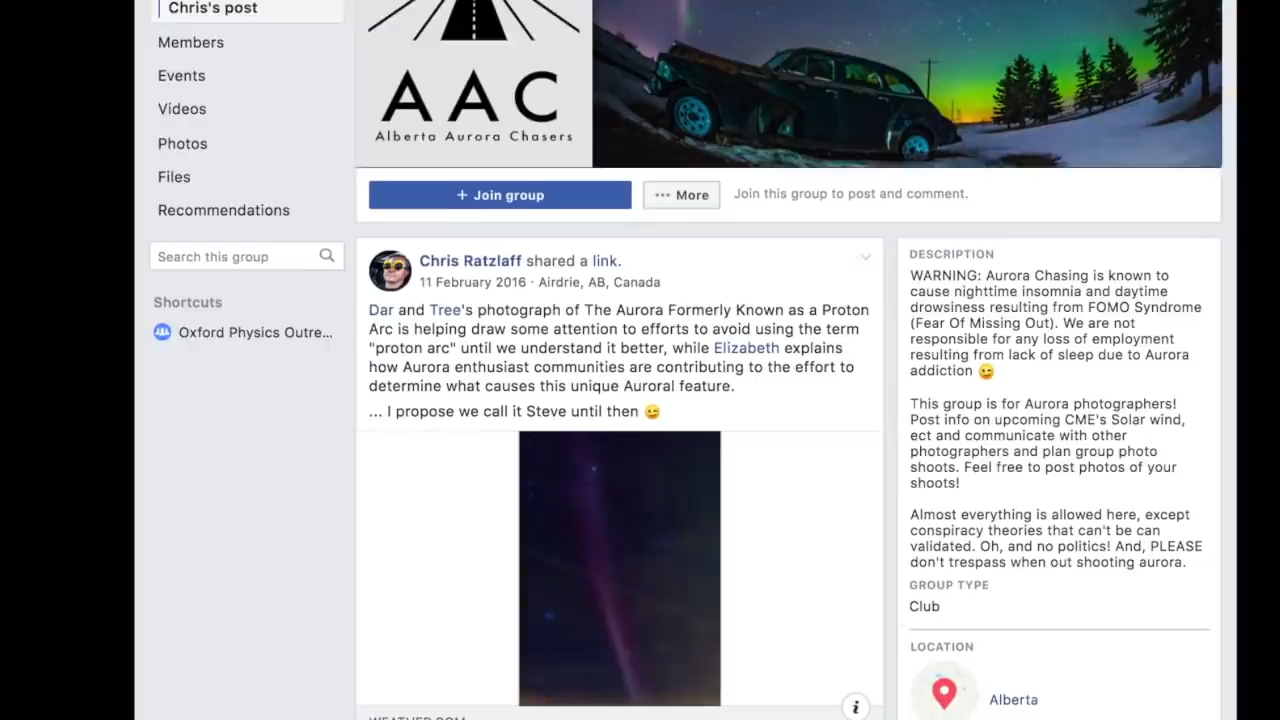 Chris's post
Members
Events
Videos
Photos
Files
Recommendations
Search this group
Shortcuts
Oxford Physics Outre...
AAC
Alberta Aurora Chasers
+ Join group
••• More
Join this group to post and comment.
Chris Ratzlaff shared a link.
11 February 2016 · Airdrie, AB, Canada
Dar and Tree's photograph of The Aurora Formerly Known as a Proton
Arc is helping draw some attention to efforts to avoid using the term
"proton arc" until we understand it better, while Elizabeth explains
how Aurora enthusiast communities are contributing to the effort to
determine what causes this unique Auroral feature.
... I propose we call it Steve until then 😉
WEATHER.COM
i
DESCRIPTION
WARNING: Aurora Chasing is known to
cause nighttime insomnia and daytime
drowsiness resulting from FOMO Syndrome
(Fear Of Missing Out). We are not
responsible for any loss of employment
resulting from lack of sleep due to Aurora
addiction 😉
This group is for Aurora photographers!
Post info on upcoming CME's Solar wind,
ect and communicate with other
photographers and plan group photo
shoots. Feel free to post photos of your
shoots!
Almost everything is allowed here, except
conspiracy theories that can't be can
validated. Oh, and no politics! And, PLEASE
don't trespass when out shooting aurora.
GROUP TYPE
Club
LOCATION
Alberta